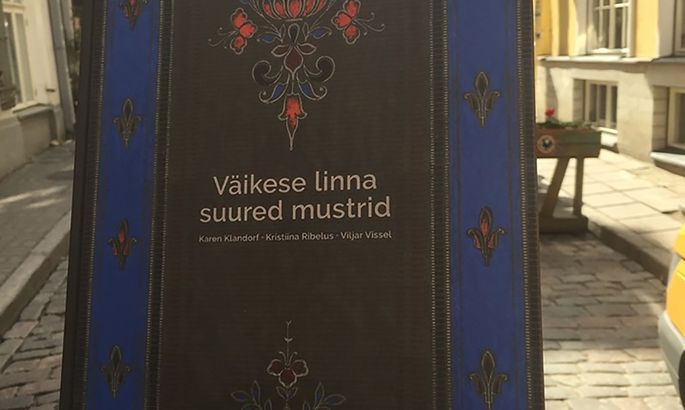 Väikese linna
suured mustrid
Karen Klandorf • Kristiina Ribelus • Viljar Vissel